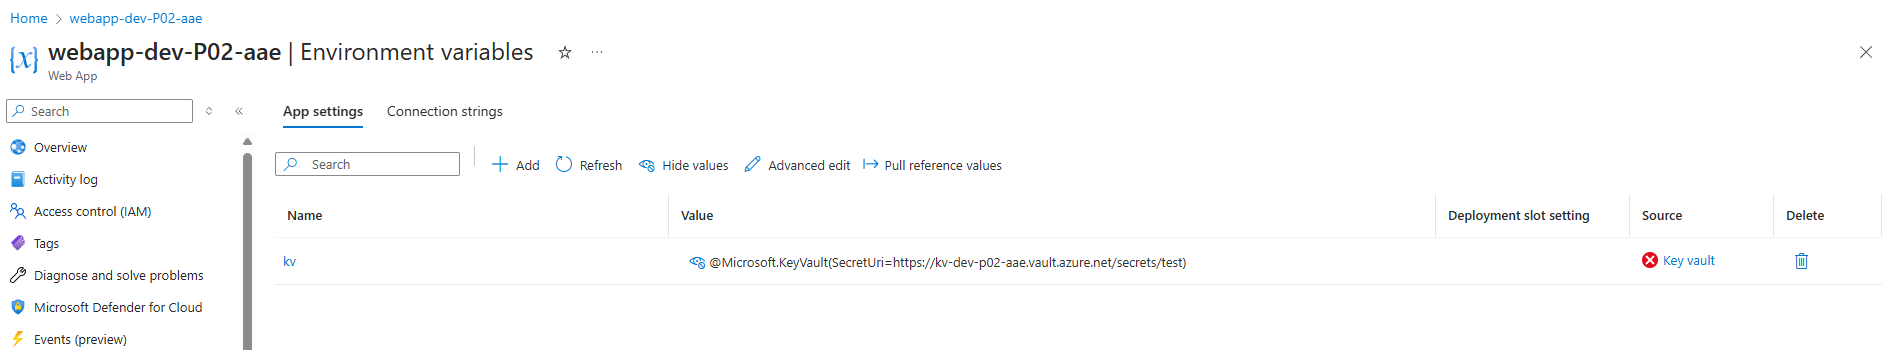 Home > webapp-dev-P02-aae
{x} webapp-dev-P02-aae | Environment variables ☆ ···
Web App
Search
App settings Connection strings
Overview
Search Add Refresh Hide values Advanced edit Pull reference values
Activity log
Access control (IAM)
Name Value Deployment slot setting Source Delete
Tags
kv @Microsoft.KeyVault(SecretUri=https://kv-dev-p02-aae.vault.azure.net/secrets/test) Key vault
Diagnose and solve problems
Microsoft Defender for Cloud
Events (preview)